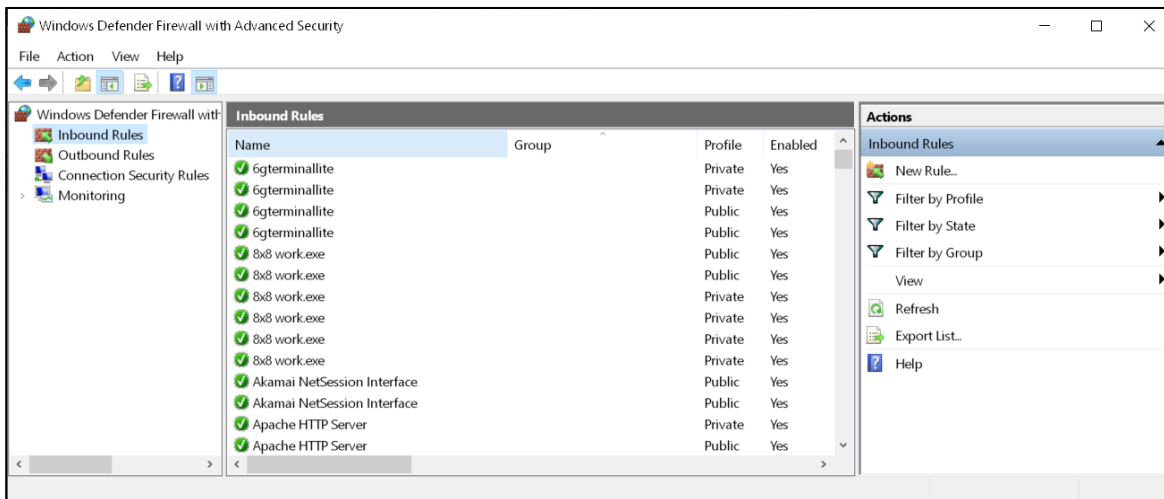 Windows Defender Firewall with Advanced Security
File Action View Help
Windows Defender Firewall with
Inbound Rules
Outbound Rules
Connection Security Rules
Monitoring
Inbound Rules
Name Group Profile Enabled
6gterminallite Private Yes
6gterminallite Private Yes
6gterminallite Public Yes
6gterminallite Public Yes
8x8 work.exe Public Yes
8x8 work.exe Public Yes
8x8 work.exe Private Yes
8x8 work.exe Private Yes
8x8 work.exe Private Yes
8x8 work.exe Private Yes
Akamai NetSession Interface Public Yes
Akamai NetSession Interface Public Yes
Apache HTTP Server Private Yes
Apache HTTP Server Public Yes
Actions
Inbound Rules
New Rule...
Filter by Profile
Filter by State
Filter by Group
View
Refresh
Export List...
Help